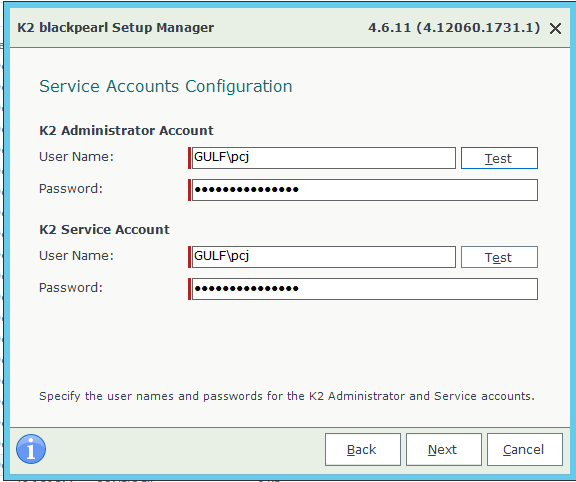 K2 blackpearl Setup Manager 4.6.11 (4.12060.1731.1)
Service Accounts Configuration
K2 Administrator Account
User Name: GULF\pcj Test
Password: •••••••••••••••
K2 Service Account
User Name: GULF\pcj Test
Password: •••••••••••••••
Specify the user names and passwords for the K2 Administrator and Service accounts.
Back Next Cancel